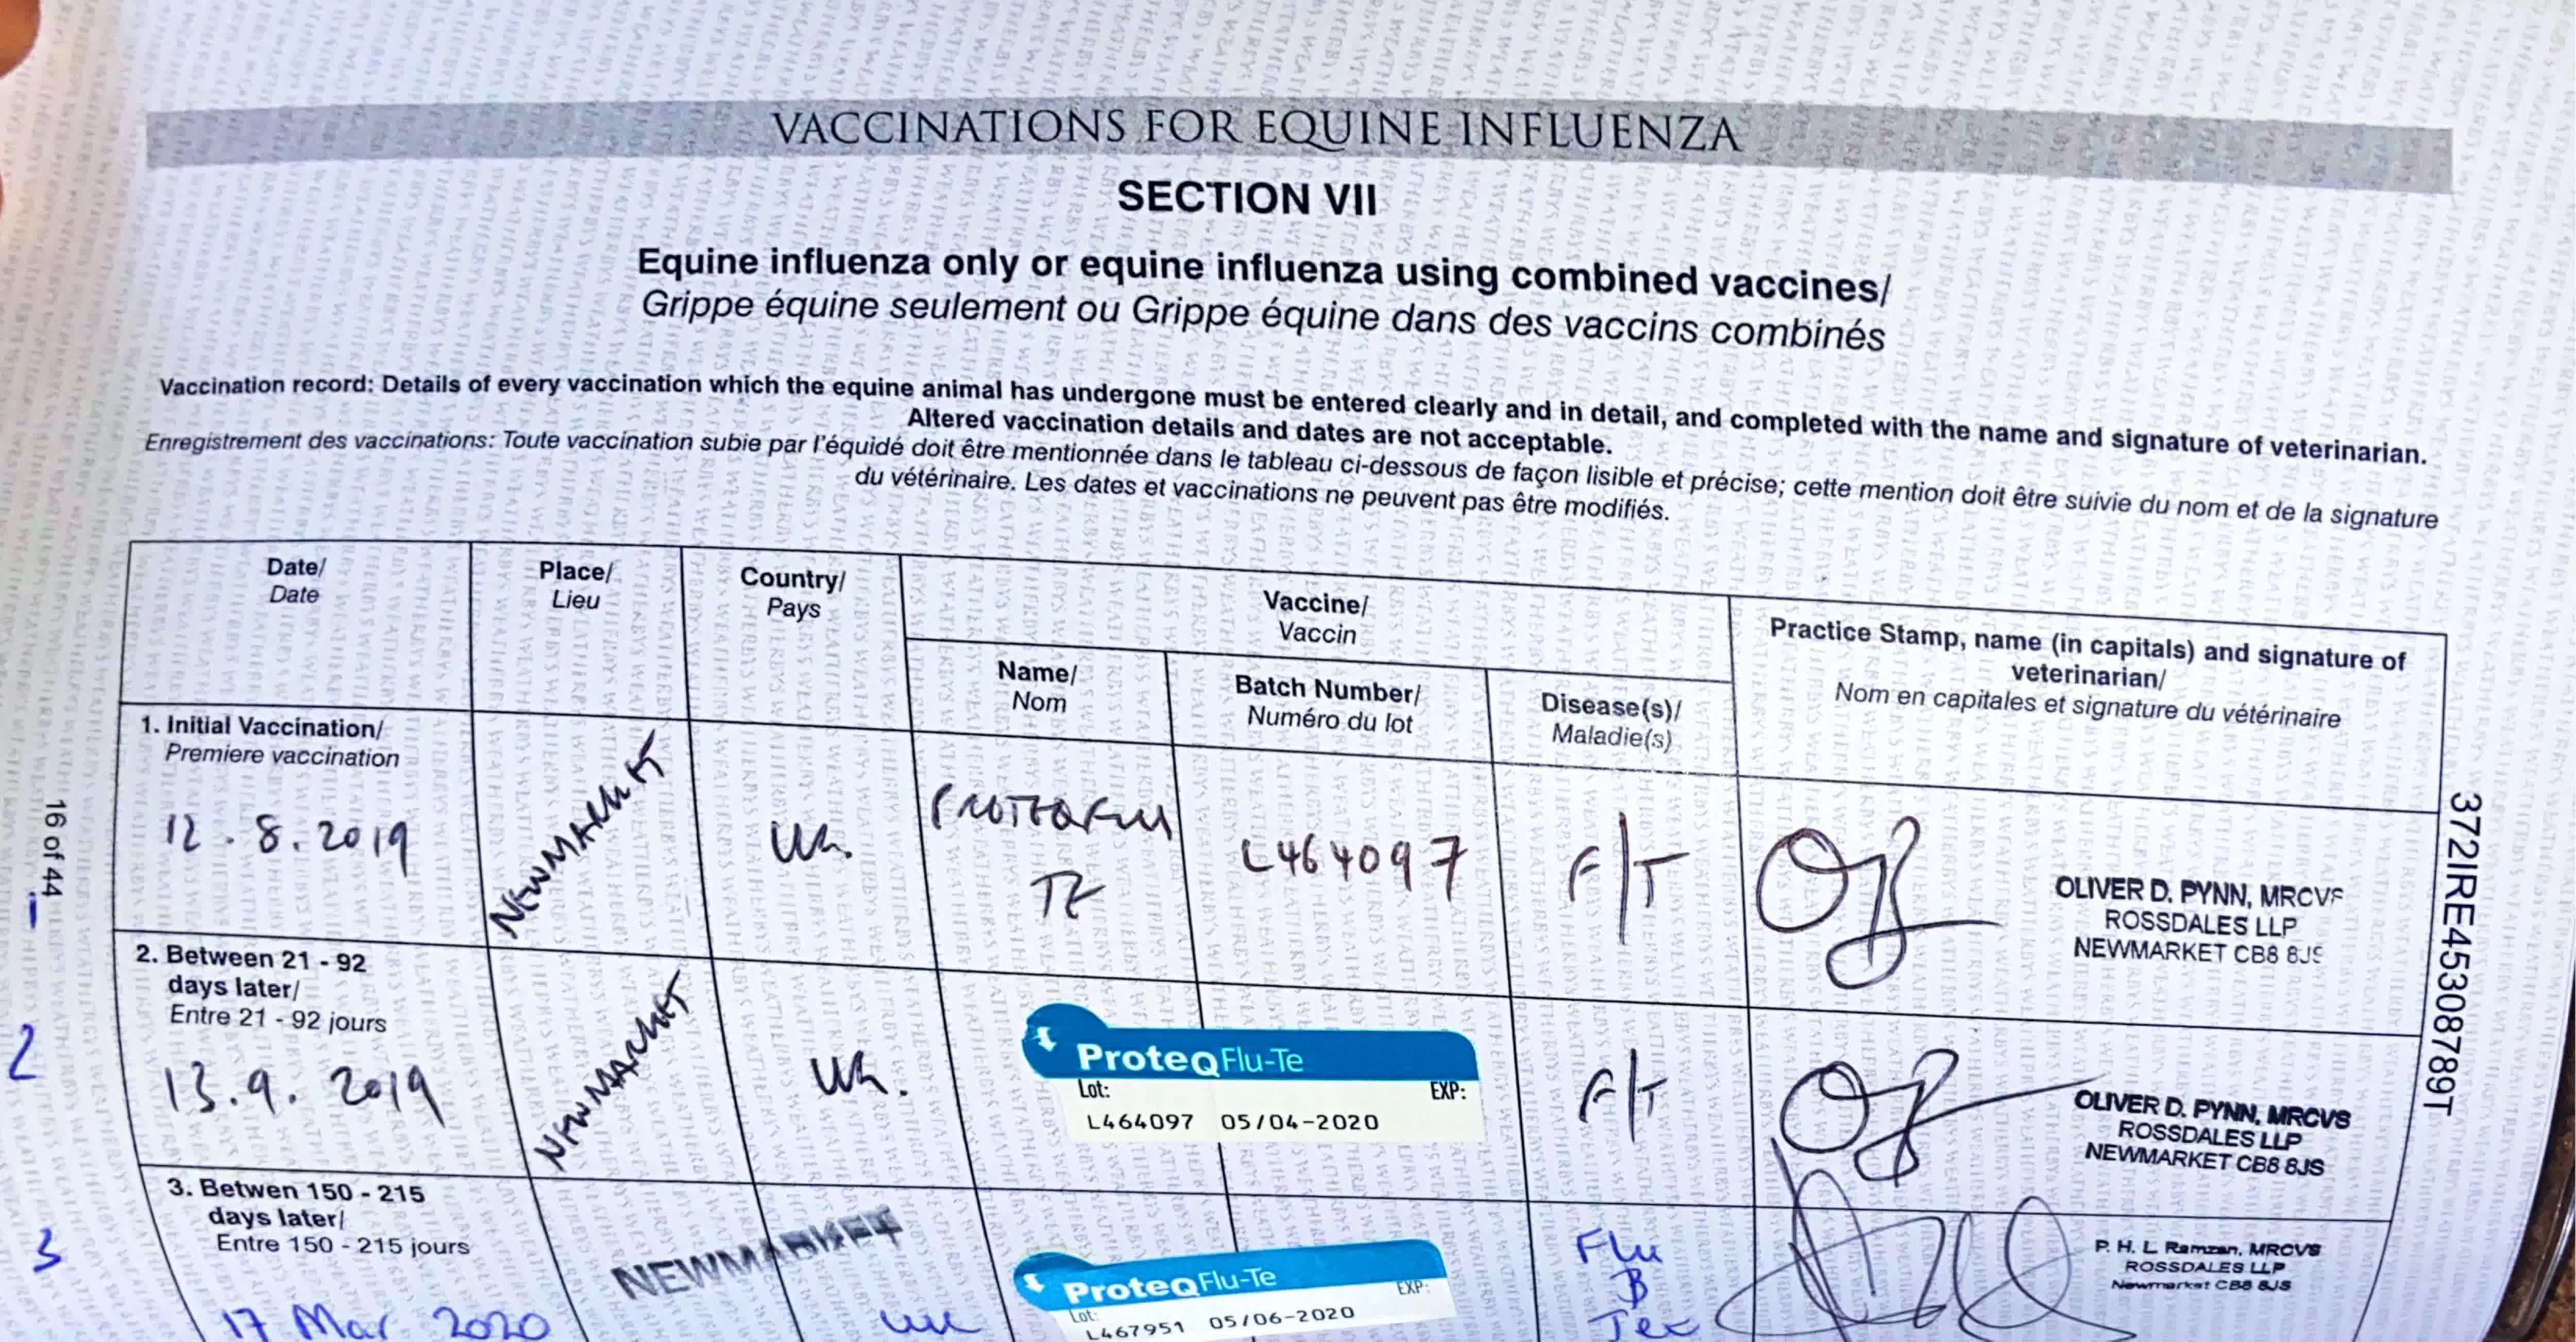 VACCINATIONS FOR EQUINE INFLUENZA
SECTION VII
Equine influenza only or equine influenza using combined vaccines/
Grippe équine seulement ou Grippe équine dans des vaccins combinés
Vaccination record: Details of every vaccination which the equine animal has undergone must be entered clearly and in detail, and completed with the name and signature of veterinarian.
Altered vaccination details and dates are not acceptable.
Enregistrement des vaccinations: Toute vaccination subie par l'équidé doit être mentionnée dans le tableau ci-dessous de façon lisible et précise; cette mention doit être suivie du nom et de la signature
du vétérinaire. Les dates et vaccinations ne peuvent pas être modifiés.
Date/
Date
Place/
Lieu
Country/
Pays
Vaccine/
Vaccin
Name/
Nom
Batch Number/
Numéro du lot
Disease(s)/
Maladie(s)
Practice Stamp, name (in capitals) and signature of
veterinarian/
Nom en capitales et signature du vétérinaire
1. Initial Vaccination/
Premiere vaccination
12.8.2019
NEWMARKET
UK.
TE
L464097
F/T
OLIVER D. PYNN, MRCVS
ROSSDALES LLP
NEWMARKET CB8 8JS
2. Between 21 - 92
days later/
Entre 21 - 92 jours
2
13.9.2019
NEWMARKET
UK.
ProteqFlu-Te
Lot: EXP:
L464097 05/04-2020
F/T
OLIVER D. PYNN, MRCVS
ROSSDALES LLP
NEWMARKET CB8 8JS
3. Betwen 150 - 215
days later/
Entre 150 - 215 jours
3
17 Mar 2020
NEWMARKET
UK
ProteqFlu-Te
Lot: EXP:
L467951 05/06-2020
Flu
B
Tet
P. H. L. Ramzan, MRCVS
ROSSDALES LLP
Newmarket CB8 8JS
16 of 44
372IRE45308789T